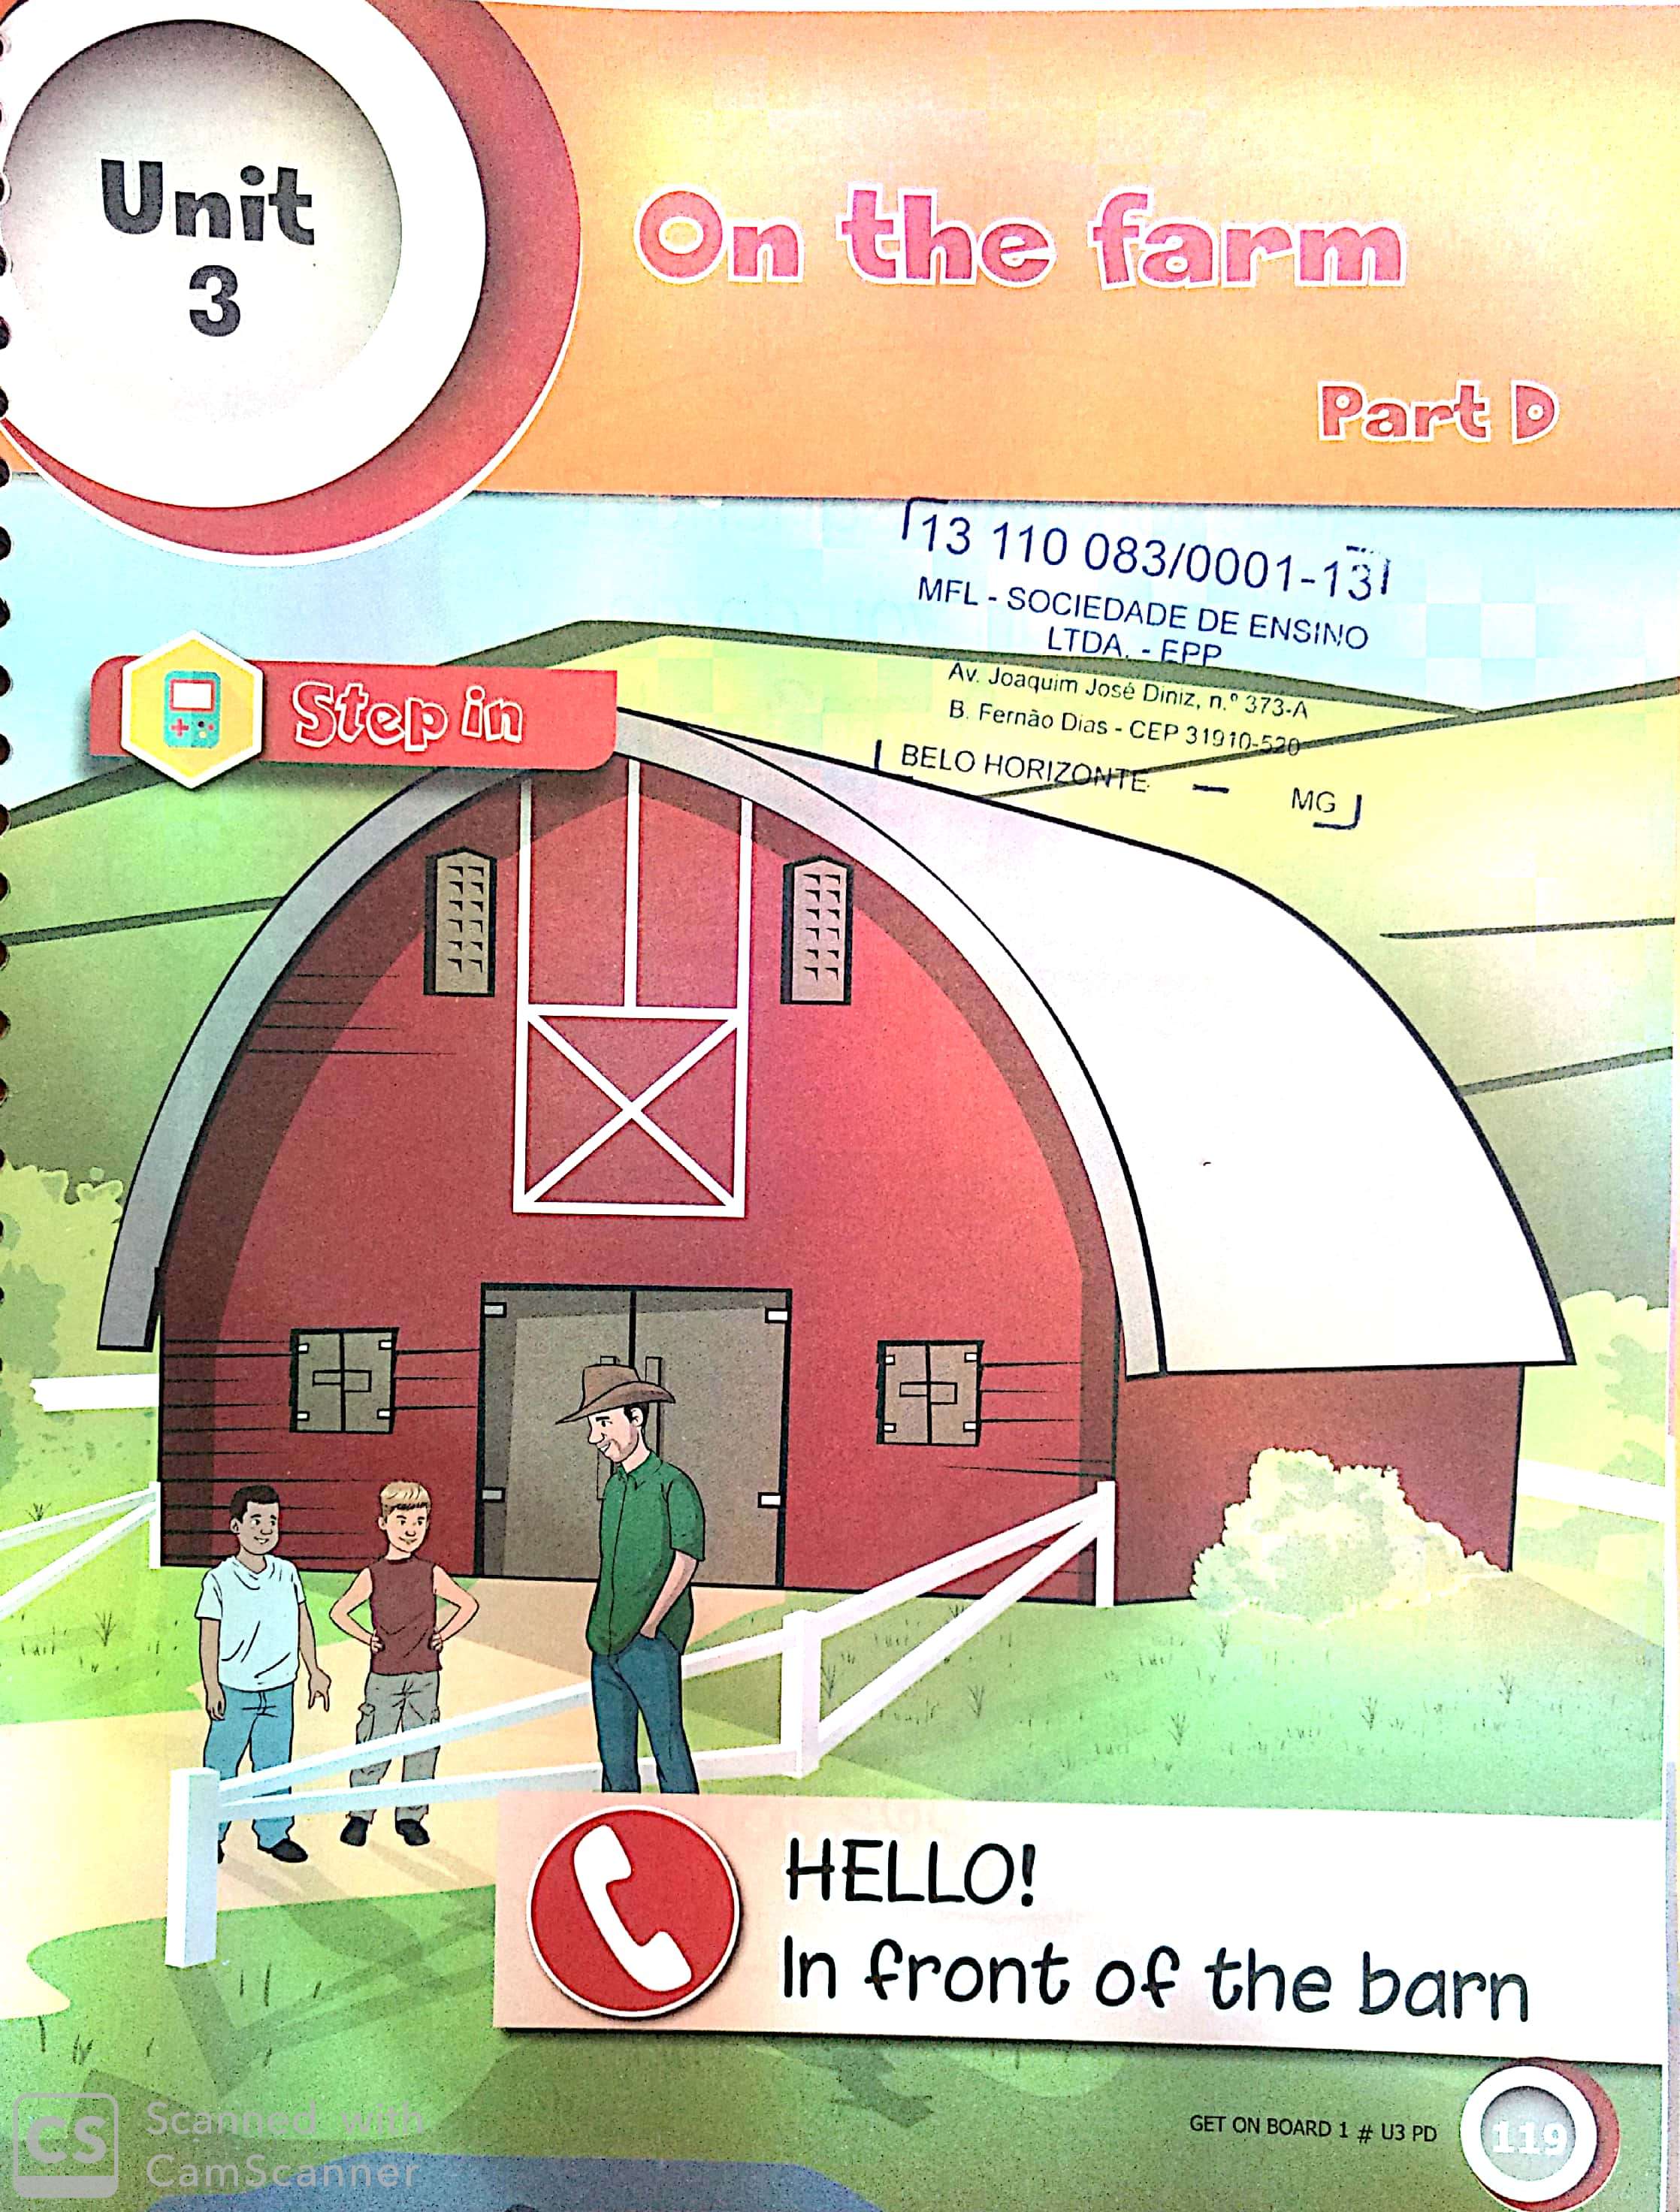 Unit
3
On the farm
Part D
13 110 083/0001-13
MFL - SOCIEDADE DE ENSINO
LTDA. - EPP
Av. Joaquim José Diniz, n.º 373-A
B. Fernão Dias - CEP 31910-520
BELO HORIZONTE — MG
Step in
HELLO!
In front of the barn
GET ON BOARD 1 # U3 PD
119
CS
Scanned with
CamScanner